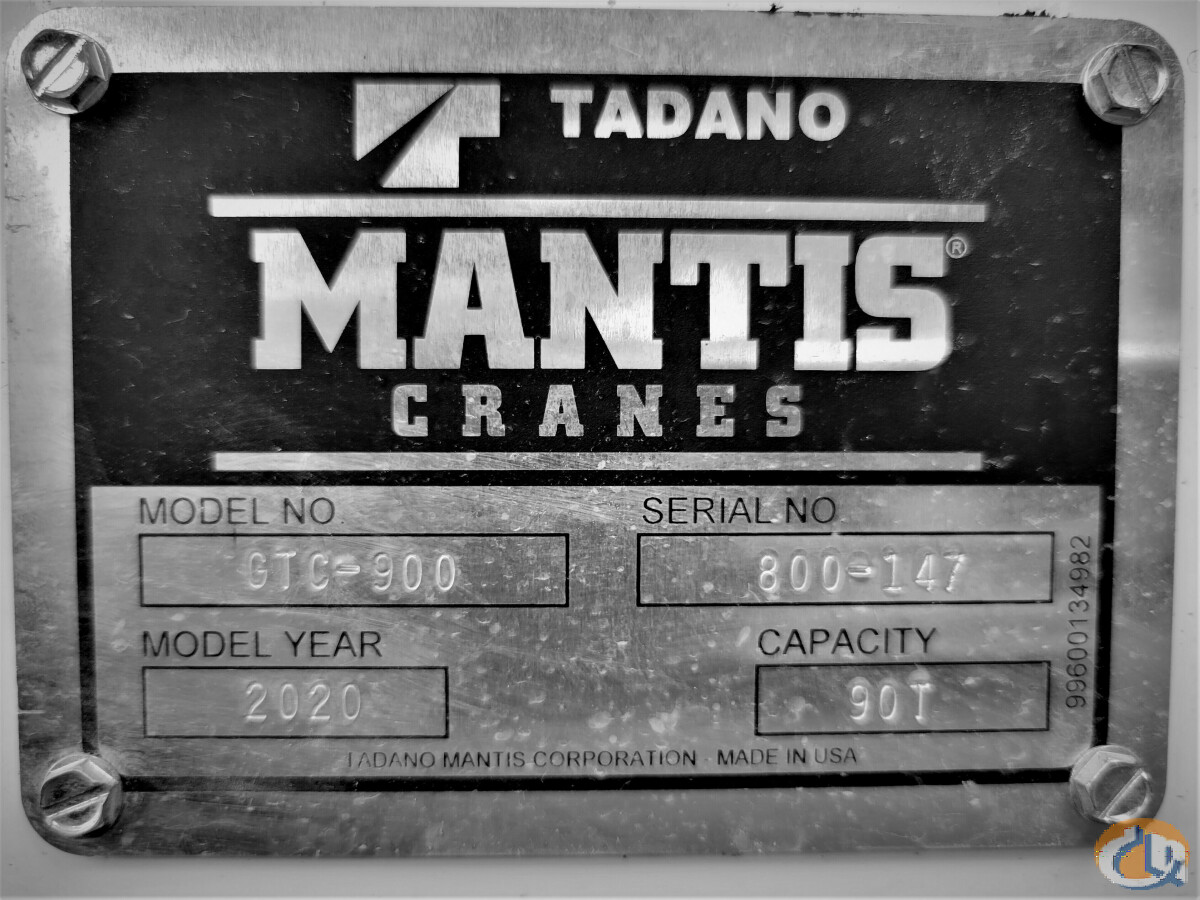 TADANO
MANTIS®
CRANES
MODEL NO
SERIAL NO
GTC-900
800-147
MODEL YEAR
CAPACITY
2020
90T
99600134982
TADANO MANTIS CORPORATION · MADE IN USA